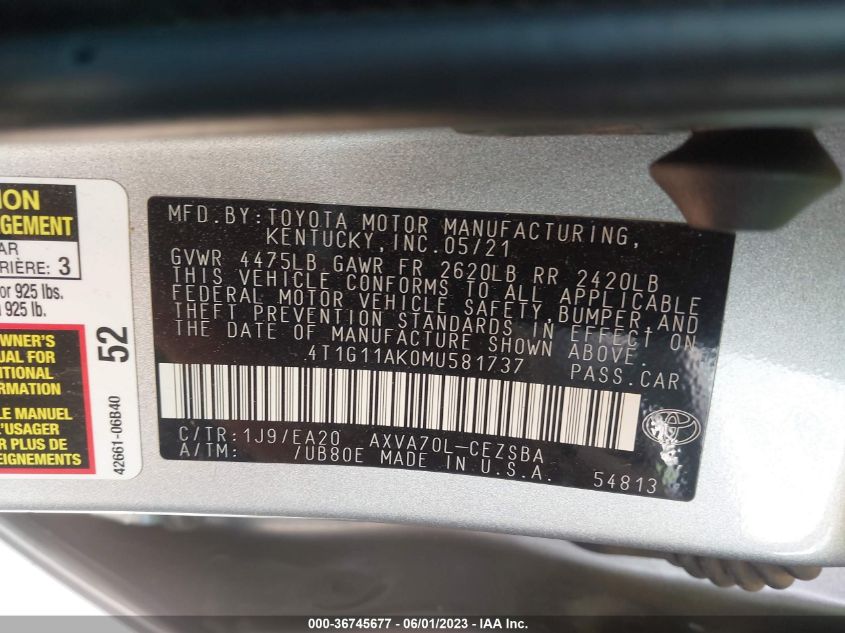 ION
GEMENT
AR
RIÈRE: 3
or 925 lbs.
925 lb.
52
WNER'S
UAL FOR
DITIONAL
RMATION
LE MANUEL
L'USAGER
R PLUS DE
EIGNEMENTS
42661-06B40
MFD.BY:TOYOTA MOTOR MANUFACTURING,
KENTUCKY,INC.05/21
GVWR 4475LB GAWR FR 2620LB RR 2420LB
THIS VEHICLE CONFORMS TO ALL APPLICABLE
FEDERAL MOTOR VEHICLE SAFETY,BUMPER,AND
THEFT PREVENTION STANDARDS IN EFFECT ON
THE DATE OF MANUFACTURE SHOWN ABOVE.
4T1G11AK0MU581737 PASS.CAR
C/TR:1J9/EA20 AXVA70L-CEZSBA
A/TM: /UB80E MADE IN U.S.A.
54813
000-36745677 - 06/01/2023 - © IAA, Inc.